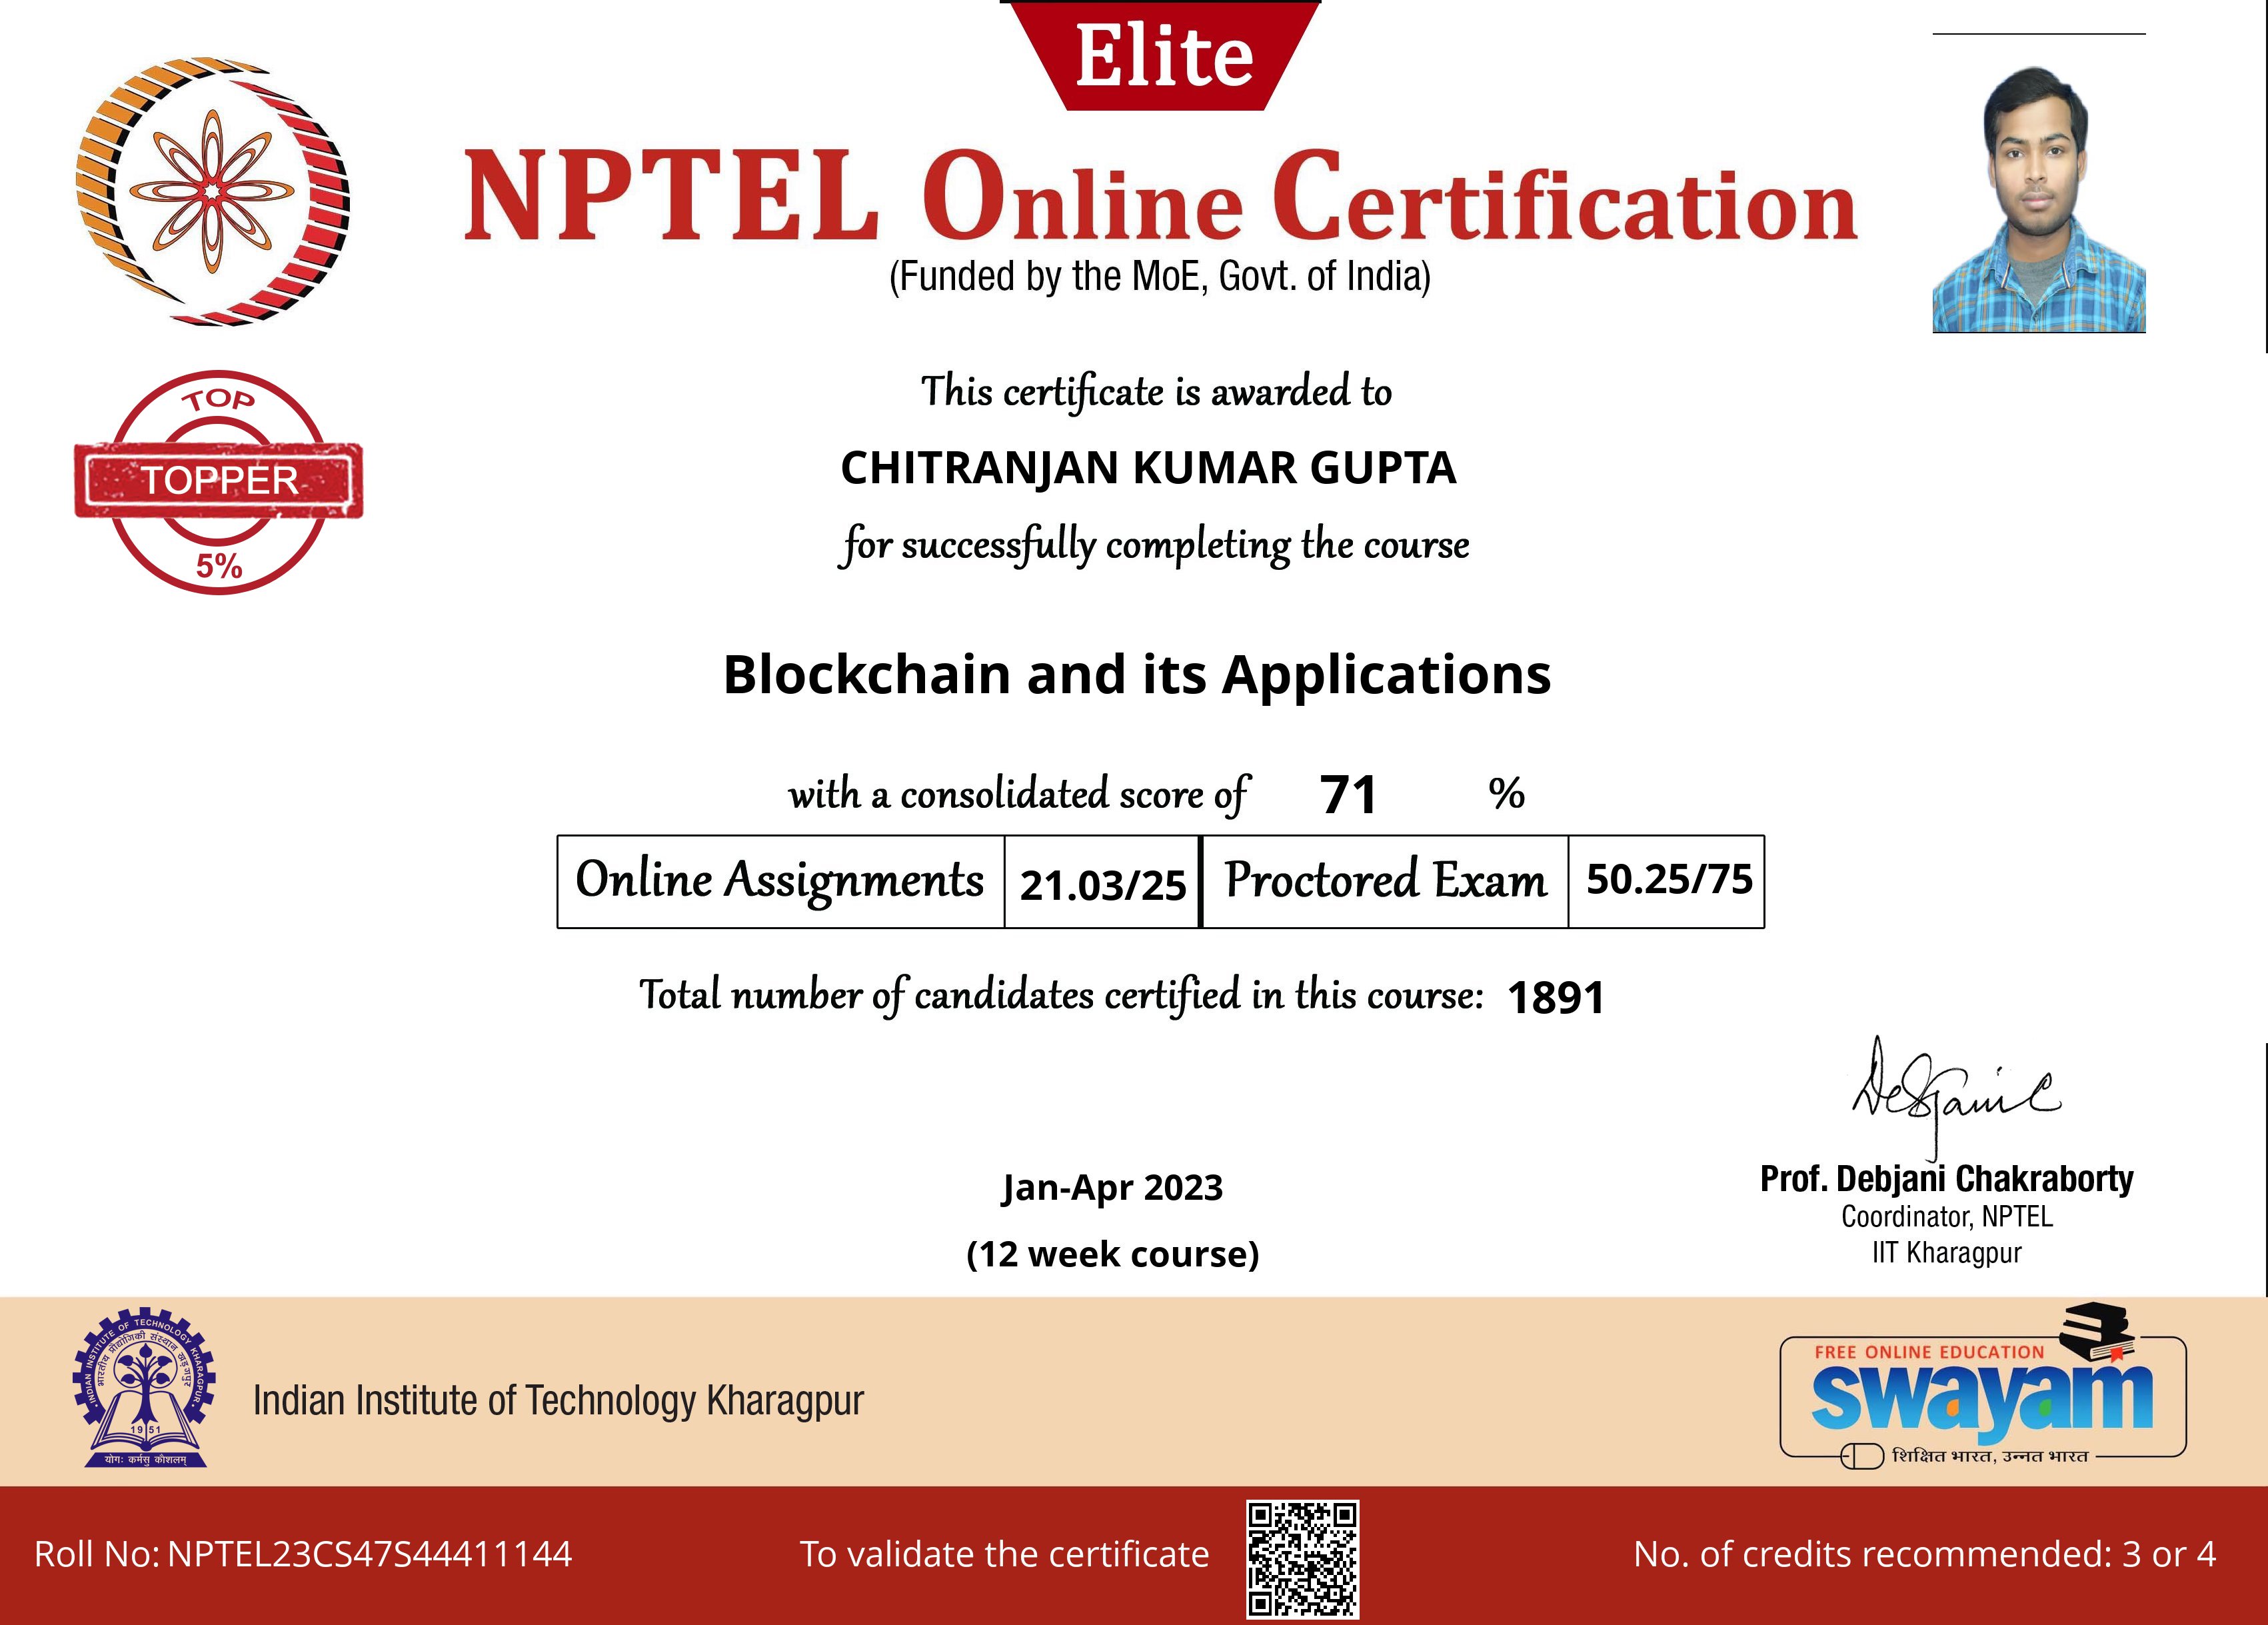 Elite
NPTEL Online Certification
(Funded by the MoE, Govt. of India)
TOP
TOPPER
5%
This certificate is awarded to
CHITRANJAN KUMAR GUPTA
for successfully completing the course
Blockchain and its Applications
with a consolidated score of 71 %
Online Assignments 21.03/25 Proctored Exam 50.25/75
Total number of candidates certified in this course: 1891
Prof. Debjani Chakraborty
Coordinator, NPTEL
IIT Kharagpur
Jan-Apr 2023
(12 week course)
INDIAN INSTITUTE OF TECHNOLOGY KHARAGPUR
भारतीय प्रौद्योगिकी संस्थान खड़गपुर
1951
योगः कर्मसु कौशलम्
Indian Institute of Technology Kharagpur
FREE ONLINE EDUCATION
swayam
शिक्षित भारत, उन्नत भारत
Roll No: NPTEL23CS47S44411144
To validate the certificate
No. of credits recommended: 3 or 4